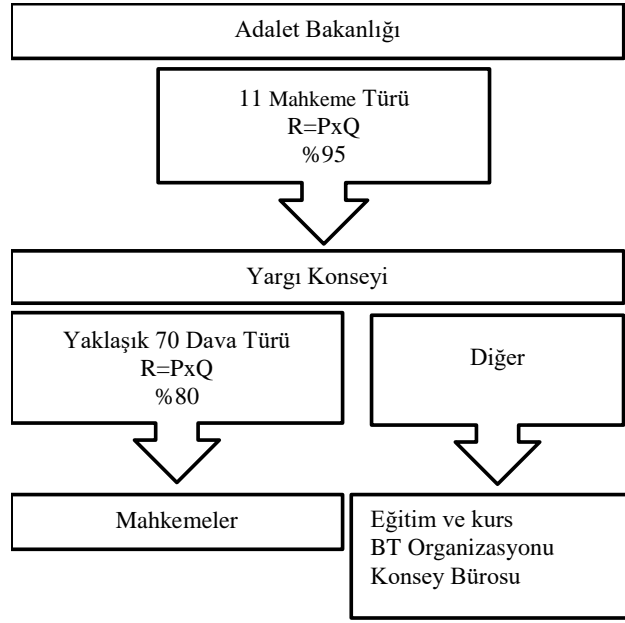 Adalet Bakanlığı
11 Mahkeme Türü
R=PxQ
%95
Yargı Konseyi
Yaklaşık 70 Dava Türü
R=PxQ
%80
Diğer
Mahkemeler
Eğitim ve kurs
BT Organizasyonu
Konsey Bürosu